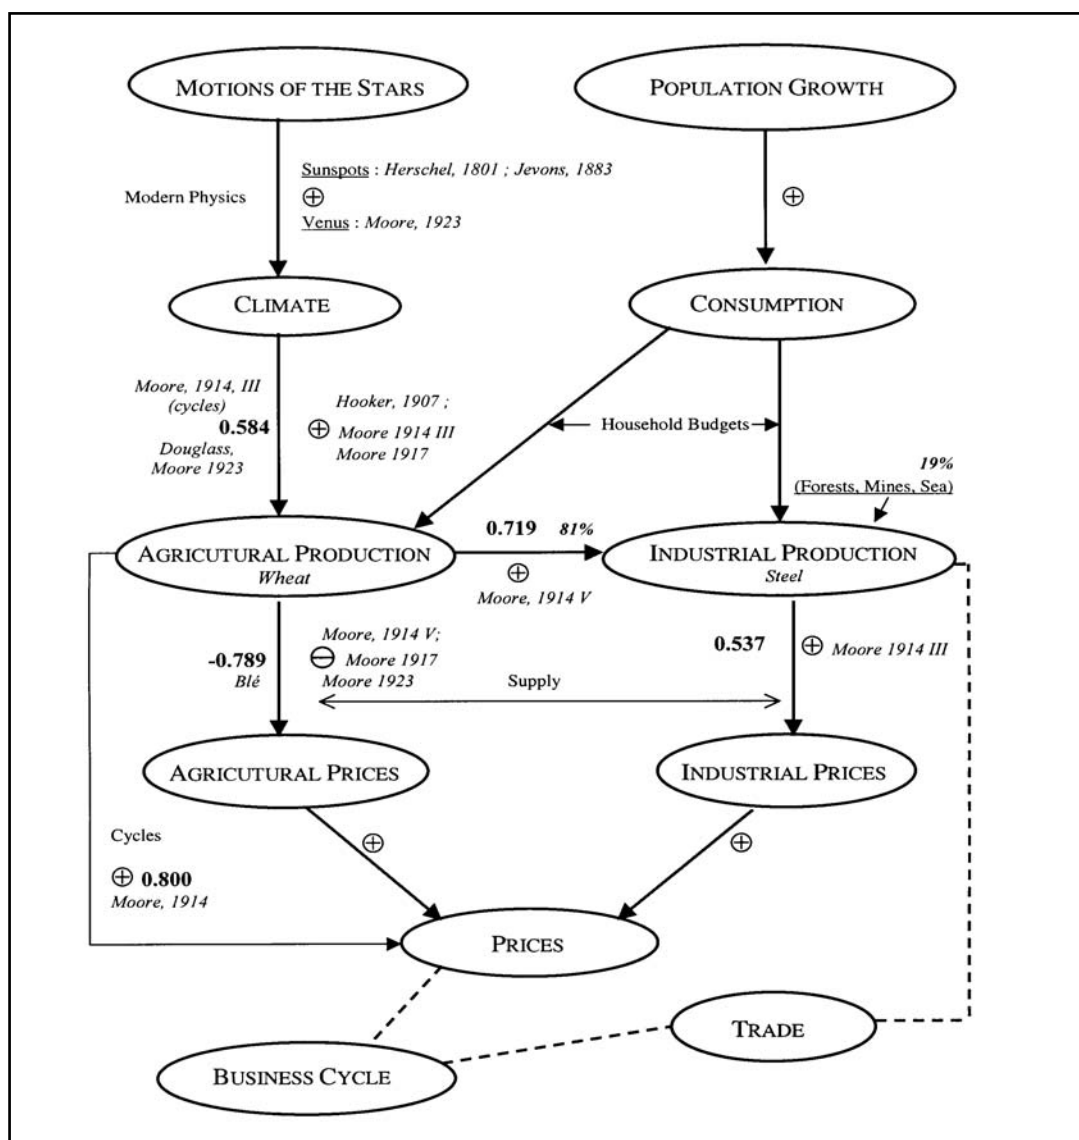 MOTIONS OF THE STARS
POPULATION GROWTH
Sunspots : Herschel, 1801 ; Jevons, 1883
Modern Physics
⊕
⊕
Venus : Moore, 1923
CLIMATE
CONSUMPTION
Moore, 1914, III
(cycles)
0.584
Douglass,
Moore 1923
Hooker, 1907 ;
⊕ Moore 1914 III
Moore 1917
Household Budgets
19%
(Forests, Mines, Sea)
AGRICUTURAL PRODUCTION
Wheat
0.719 81%
⊕
Moore, 1914 V
INDUSTRIAL PRODUCTION
Steel
-0.789
Blé
Moore, 1914 V;
⊖ Moore 1917
Moore 1923
Supply
0.537 ⊕ Moore 1914 III
AGRICUTURAL PRICES
INDUSTRIAL PRICES
Cycles
⊕ 0.800
Moore, 1914
⊕
⊕
PRICES
TRADE
BUSINESS CYCLE